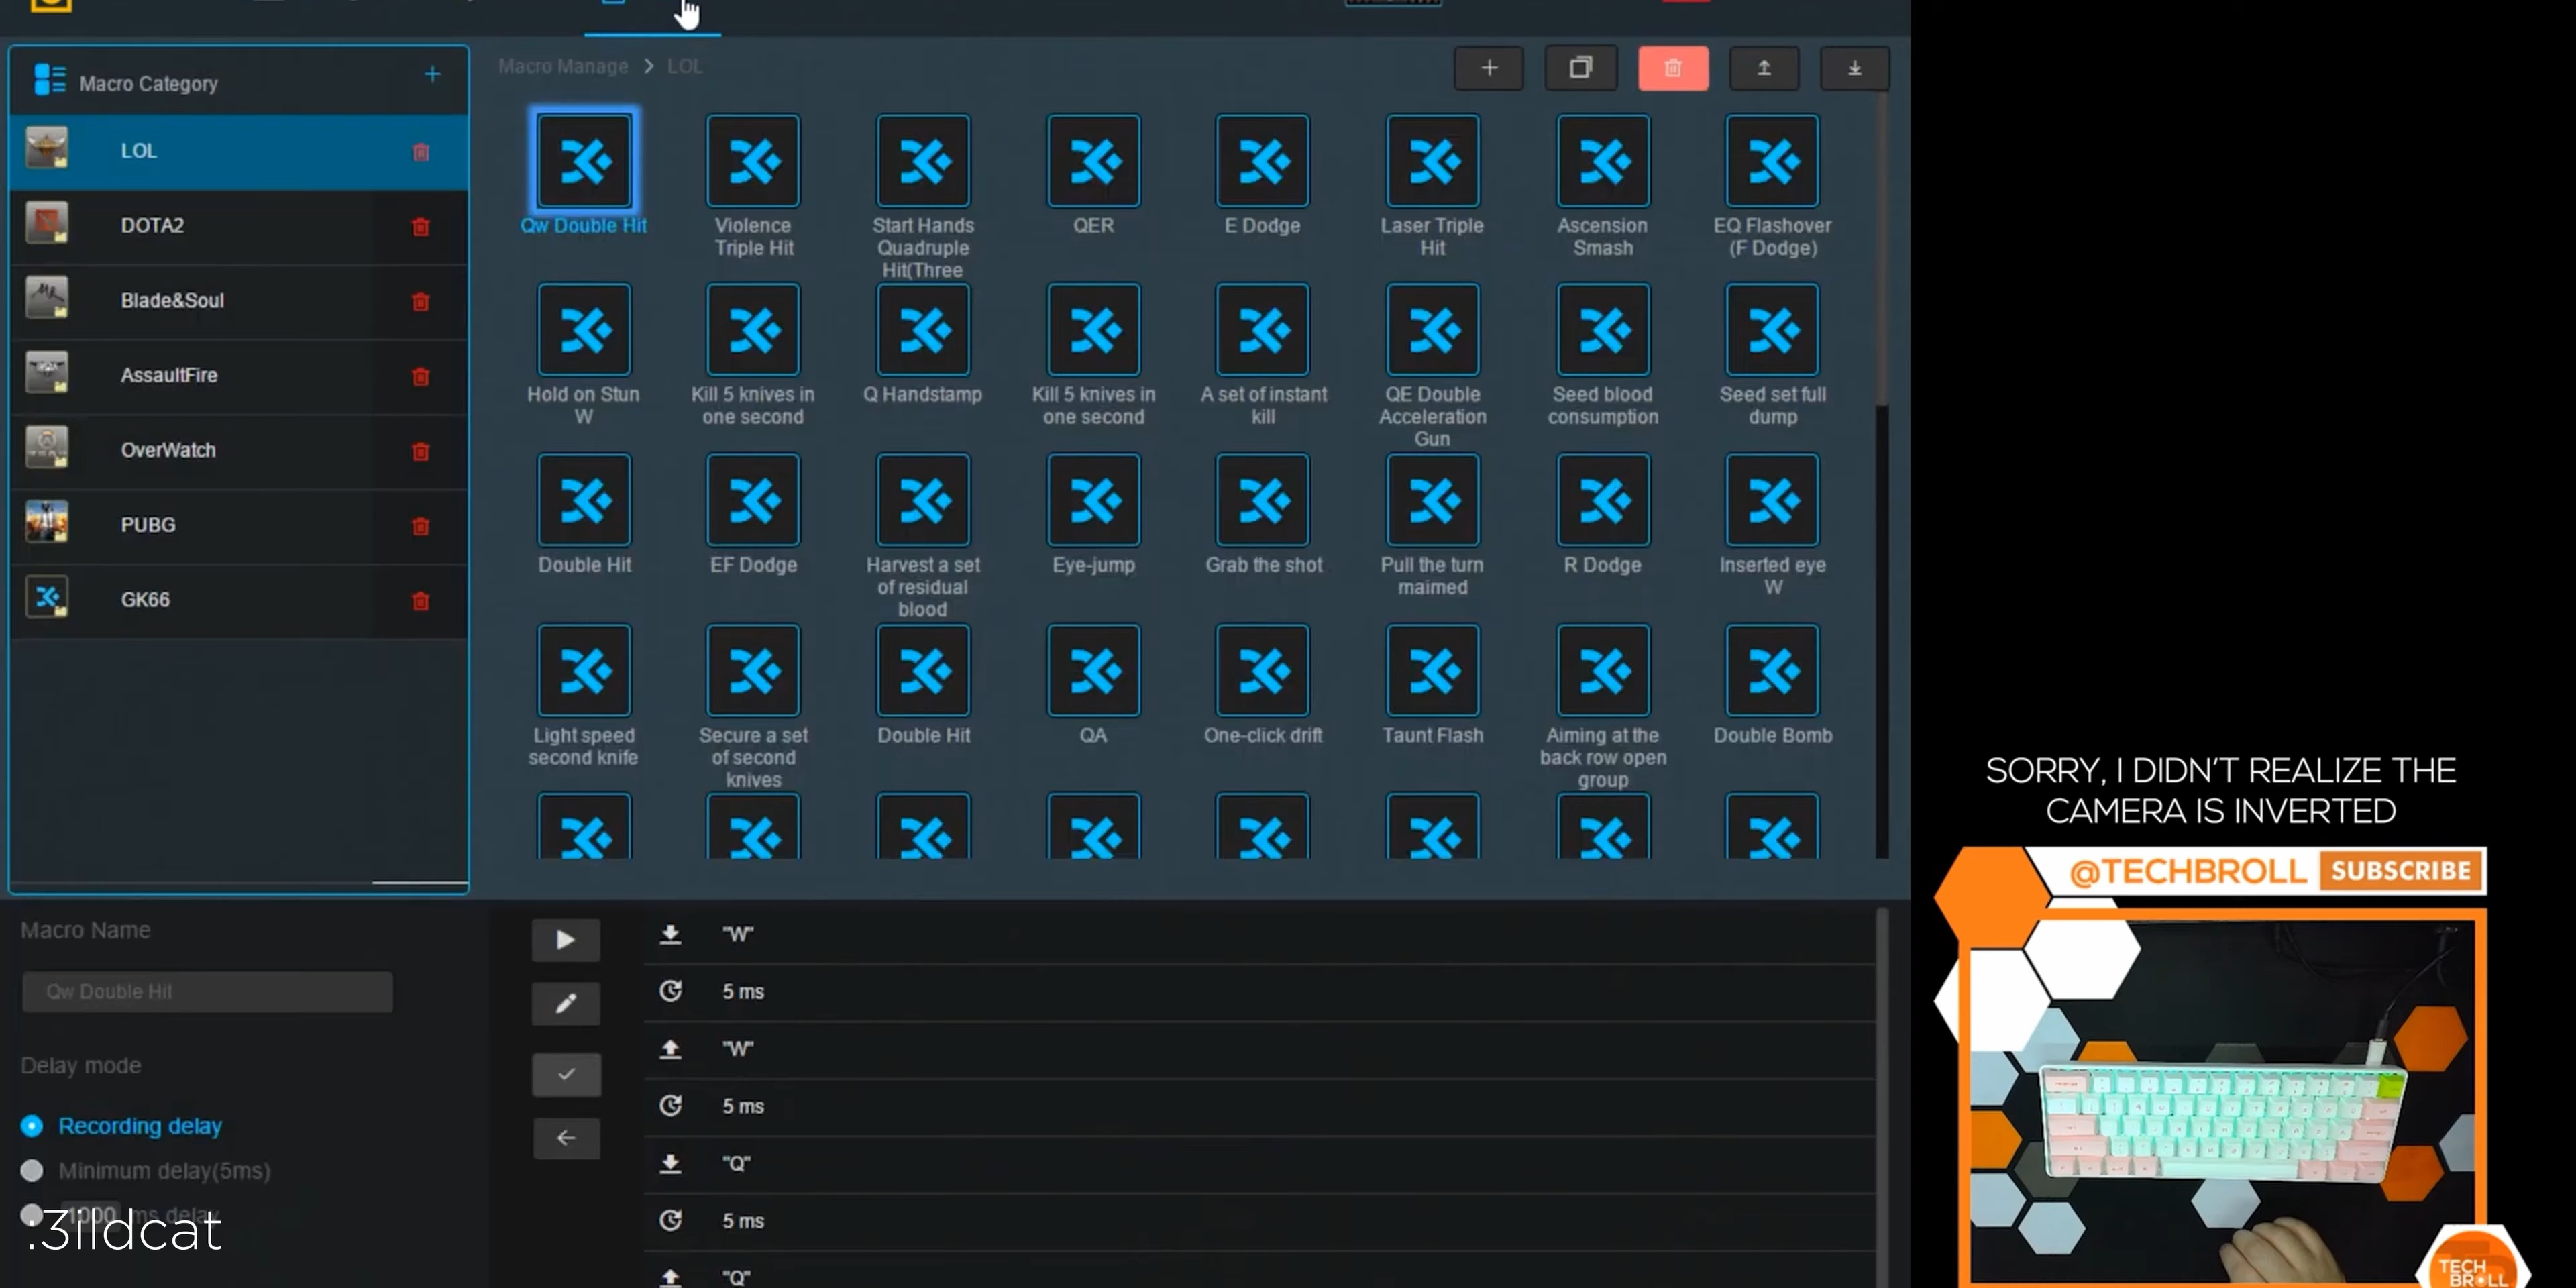 Macro Category
LOL
DOTA2
Blade&Soul
AssaultFire
OverWatch
PUBG
GK66
Macro Manage > LOL
Qw Double Hit
Violence
Triple Hit
Start Hands
Quadruple
Hit(Three
QER
E Dodge
Laser Triple
Hit
Ascension
Smash
EQ Flashover
(F Dodge)
Hold on Stun
W
Kill 5 knives in
one second
Q Handstamp
Kill 5 knives in
one second
A set of instant
kill
QE Double
Acceleration
Gun
Seed blood
consumption
Seed set full
dump
Double Hit
EF Dodge
Harvest a set
of residual
blood
Eye-jump
Grab the shot
Pull the turn
maimed
R Dodge
Inserted eye
W
Light speed
second knife
Secure a set
of second
knives
Double Hit
QA
One-click drift
Taunt Flash
Aiming at the
back row open
group
Double Bomb
Macro Name
Qw Double Hit
Delay mode
Recording delay
Minimum delay(5ms)
1000 ms delay
:3ildcat
"W"
5 ms
"W"
5 ms
"Q"
5 ms
"Q"
SORRY, I DIDN'T REALIZE THE
CAMERA IS INVERTED
@TECHBROLL SUBSCRIBE
TECH
BROLL